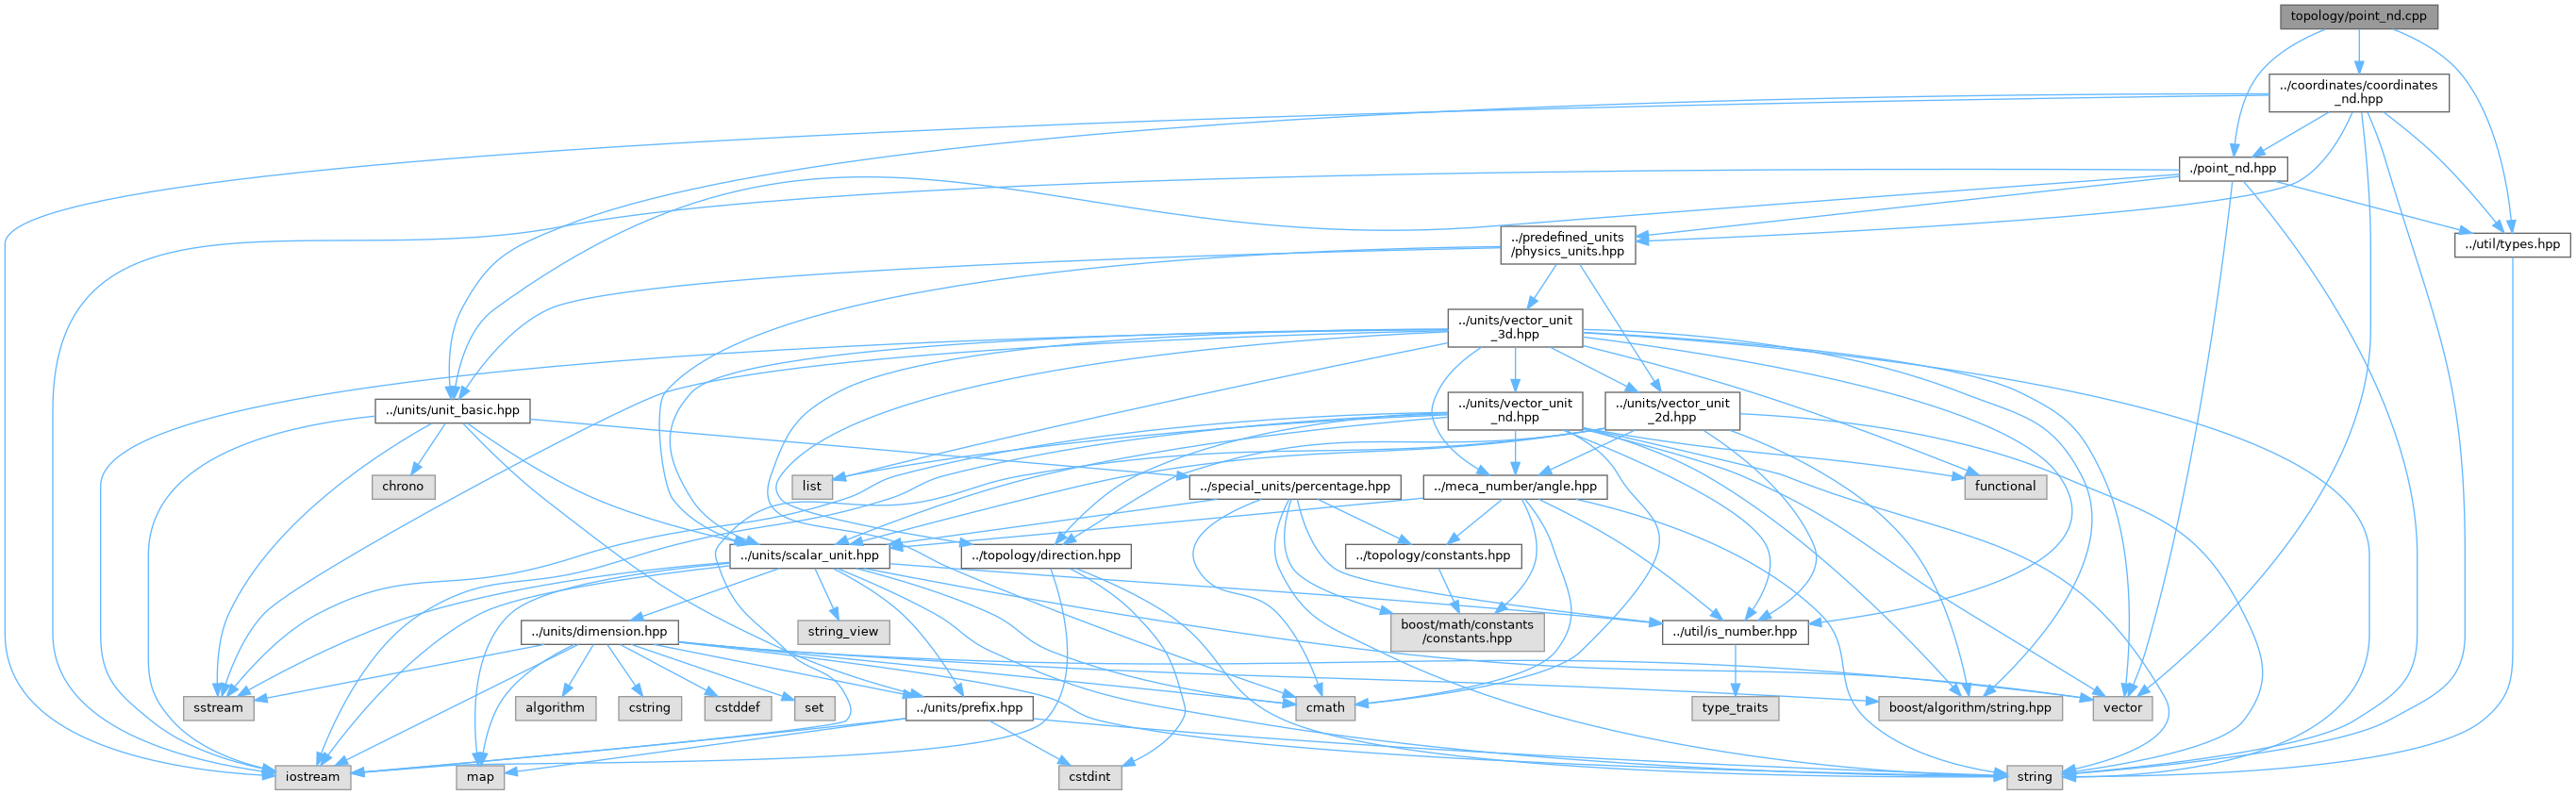 topology/point_nd.cpp
../coordinates/coordinates
_nd.hpp
./point_nd.hpp
../predefined_units
/physics_units.hpp
../util/types.hpp
../units/vector_unit
_3d.hpp
../units/unit_basic.hpp
../units/vector_unit
_nd.hpp
../units/vector_unit
_2d.hpp
chrono
list
../special_units/percentage.hpp
../meca_number/angle.hpp
functional
../units/scalar_unit.hpp
../topology/direction.hpp
../topology/constants.hpp
../units/dimension.hpp
string_view
boost/math/constants
/constants.hpp
../util/is_number.hpp
sstream
algorithm
cstring
cstddef
set
../units/prefix.hpp
cmath
type_traits
boost/algorithm/string.hpp
vector
iostream
map
cstdint
string